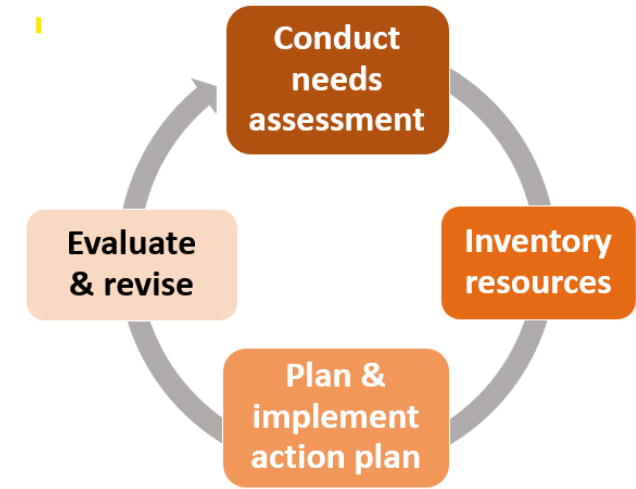 Conduct
needs
assessment
Inventory
resources
Plan &
implement
action plan
Evaluate
& revise